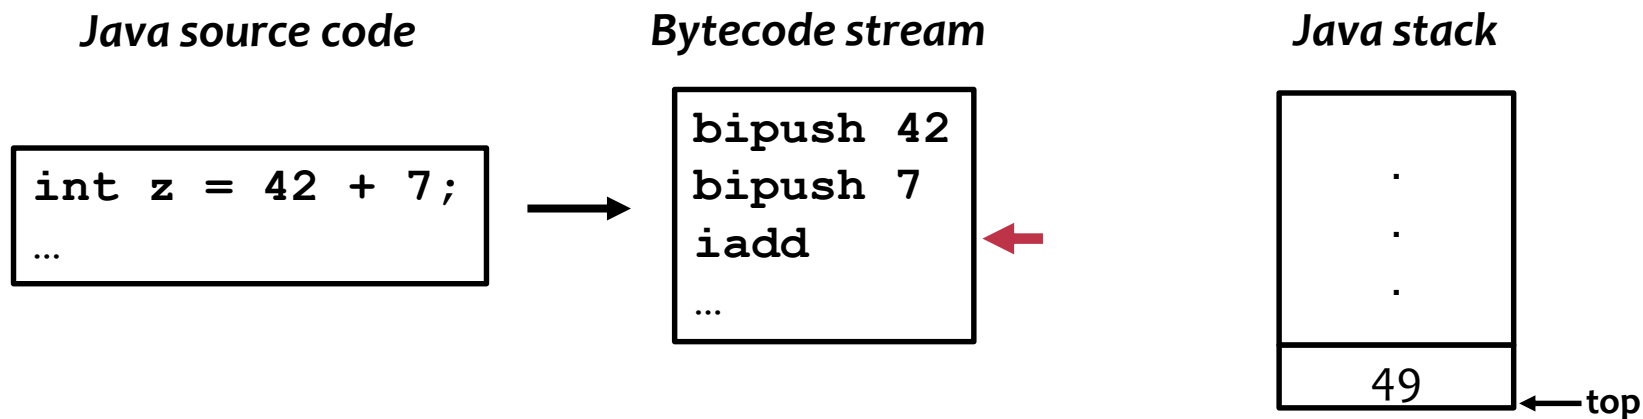 Java source code
int z = 42 + 7;
…
Bytecode stream
bipush 42
bipush 7
iadd
…
Java stack
.
.
.
49
top